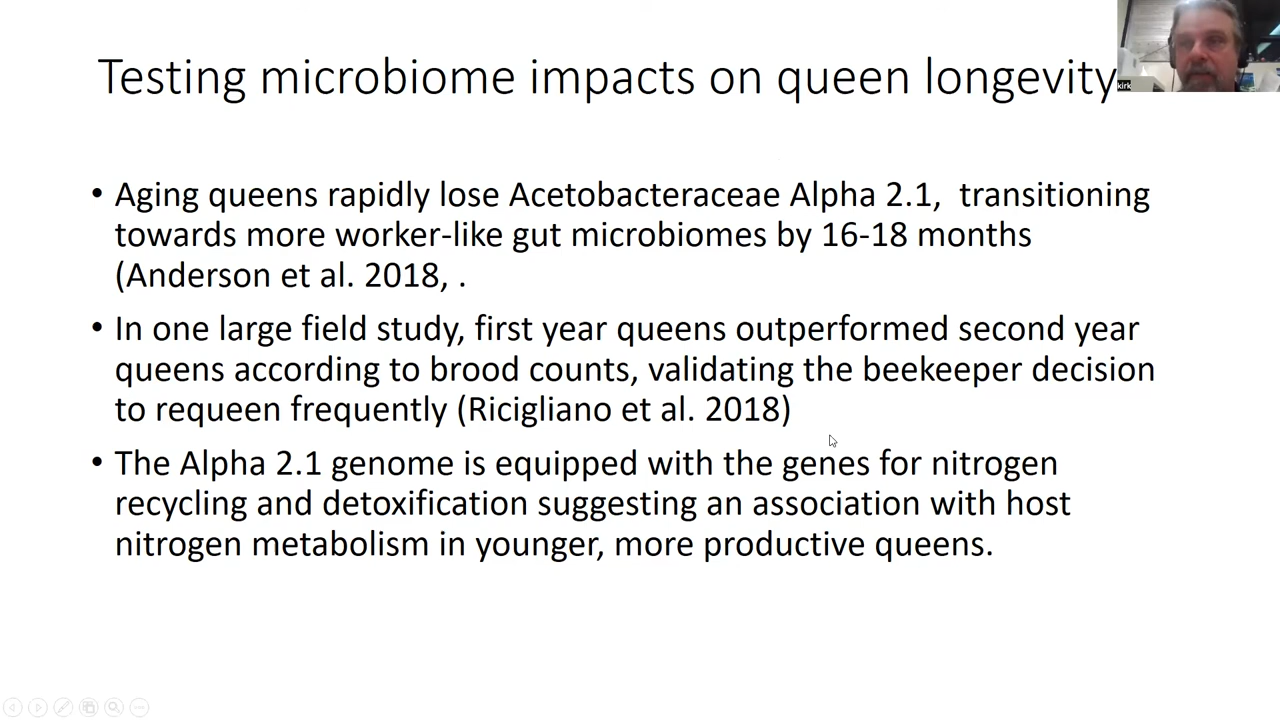 Testing microbiome impacts on queen longevity
kirk
• Aging queens rapidly lose Acetobacteraceae Alpha 2.1,  transitioning
towards more worker-like gut microbiomes by 16-18 months
(Anderson et al. 2018, .
• In one large field study, first year queens outperformed second year
queens according to brood counts, validating the beekeeper decision
to requeen frequently (Ricigliano et al. 2018)
• The Alpha 2.1 genome is equipped with the genes for nitrogen
recycling and detoxification suggesting an association with host
nitrogen metabolism in younger, more productive queens.